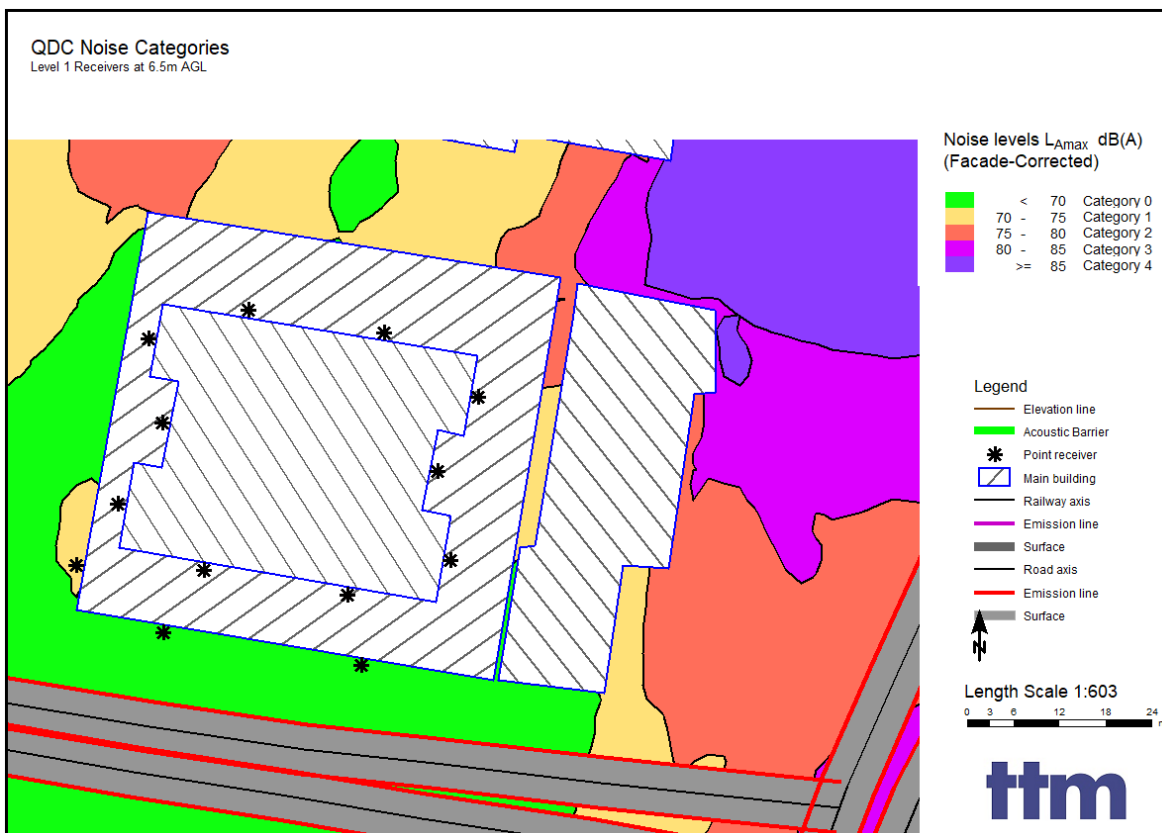 QDC Noise Categories
Level 1 Receivers at 6.5m AGL
Noise levels LAmax dB(A)
(Facade-Corrected)
< 70 Category 0
70 - 75 Category 1
75 - 80 Category 2
80 - 85 Category 3
>= 85 Category 4
Legend
Elevation line
Acoustic Barrier
Point receiver
Main building
Railway axis
Emission line
Surface
Road axis
Emission line
Surface
N
Length Scale 1:603
0 3 6 12 18 24
ttm